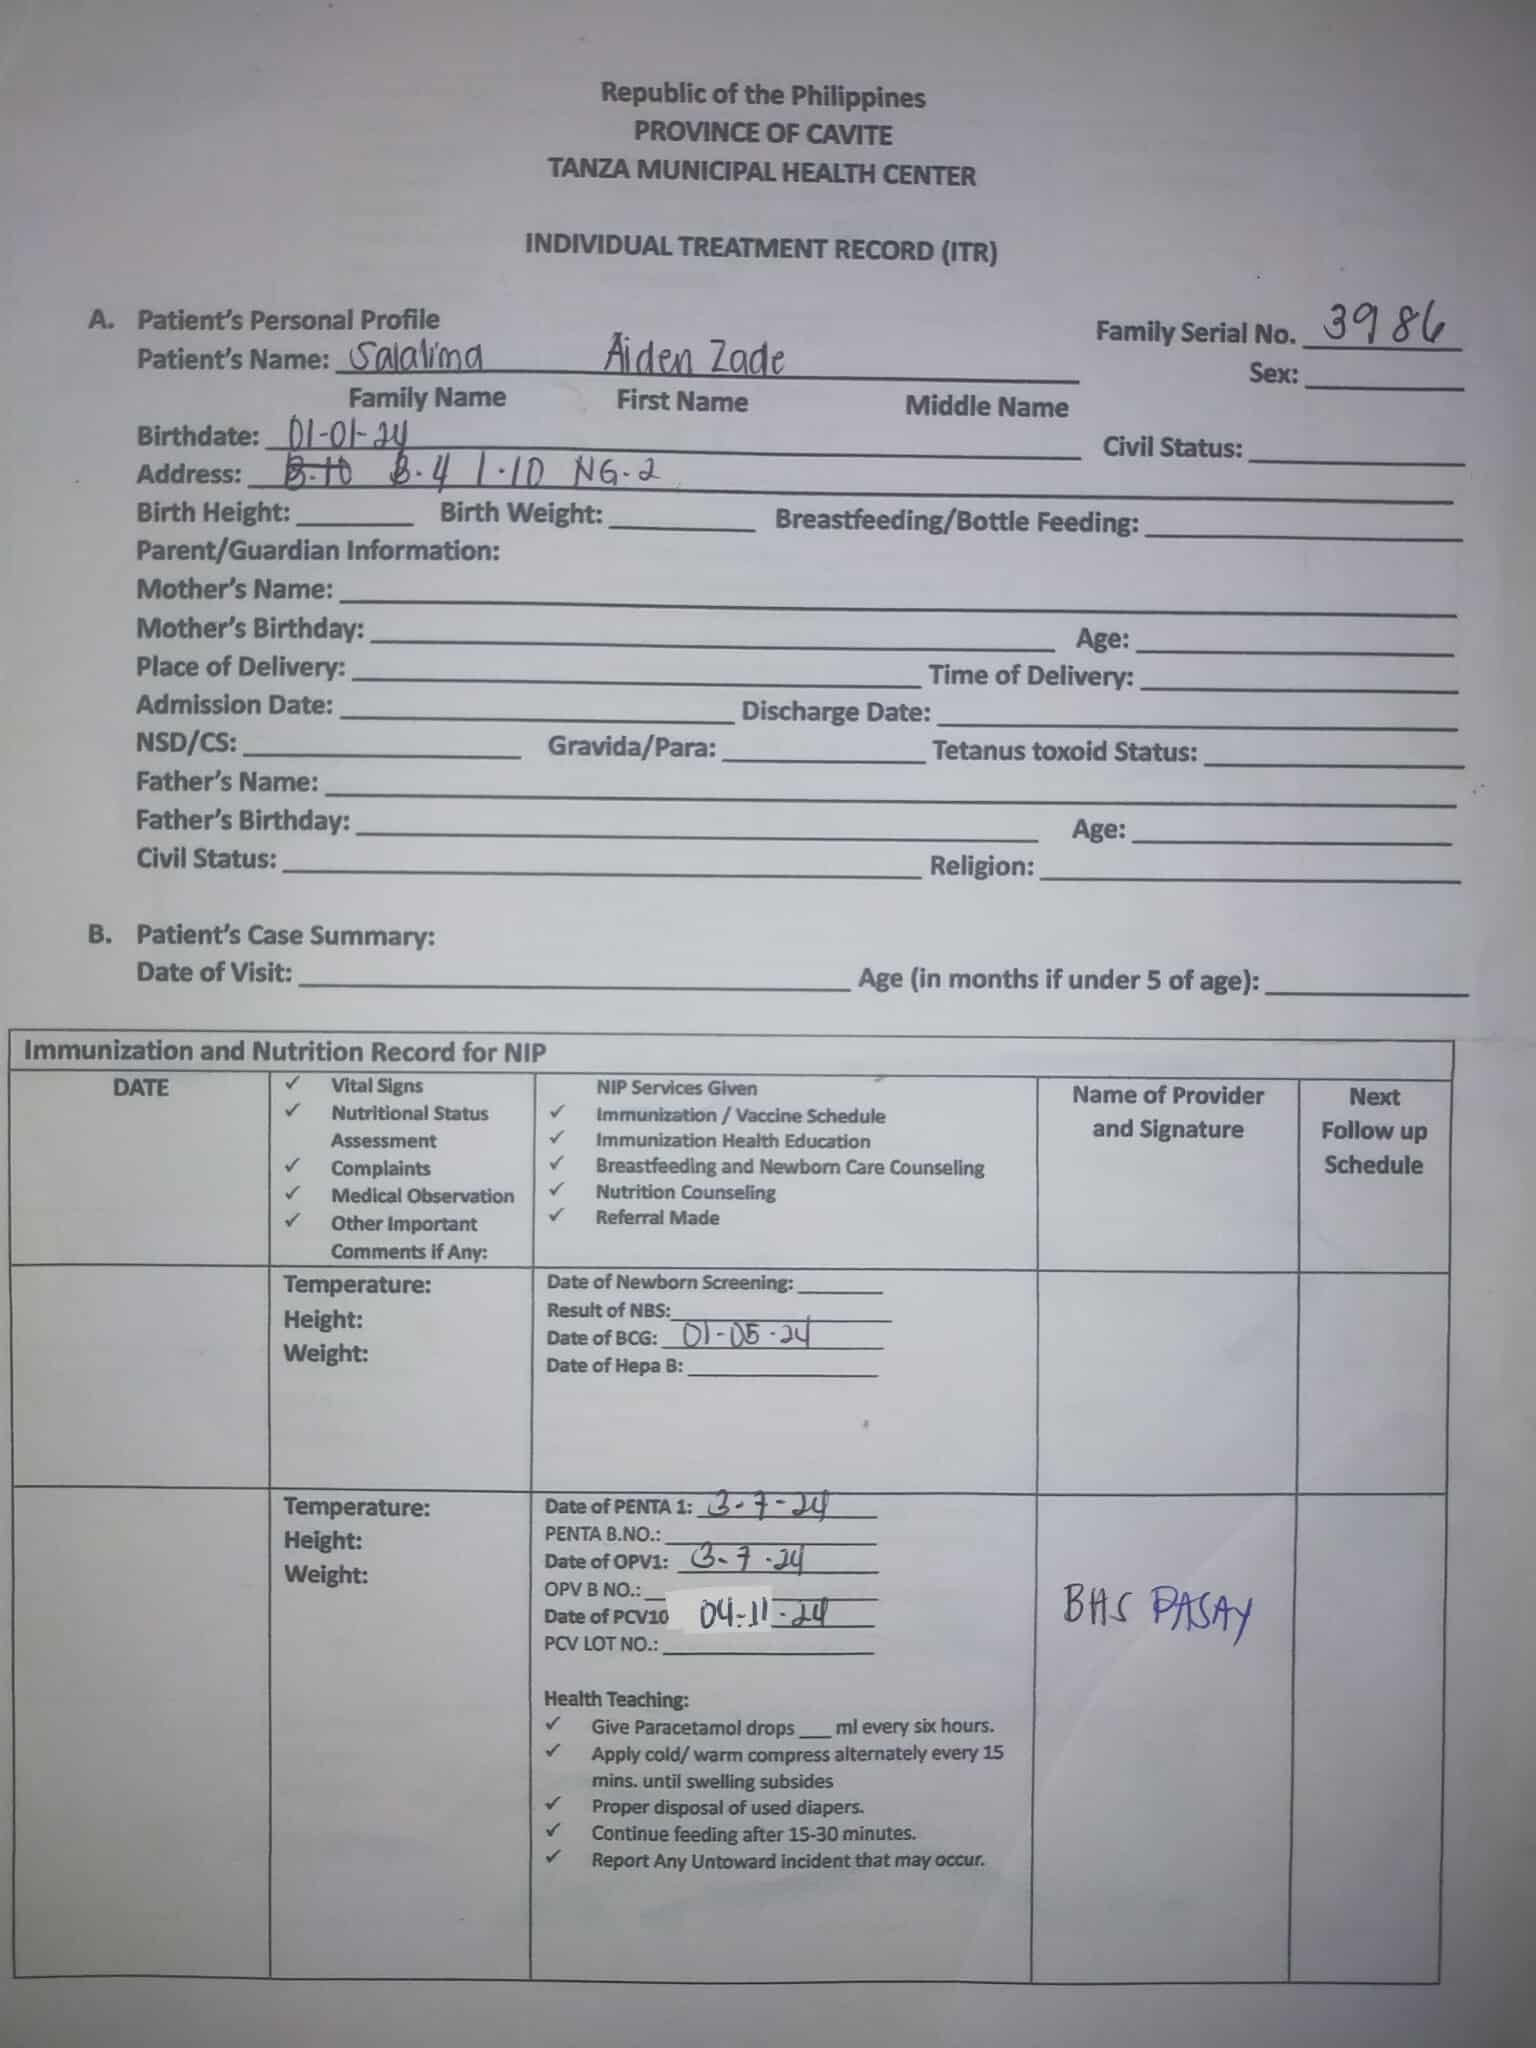 Republic of the Philippines
PROVINCE OF CAVITE
TANZA MUNICIPAL HEALTH CENTER
INDIVIDUAL TREATMENT RECORD (ITR)
A. Patient's Personal Profile
Family Serial No. 3986
Patient's Name: Salalima Aiden Zade
Sex:
Family Name First Name Middle Name
Birthdate: 01-01-24
Civil Status:
Address: B-10 B-4 1-10 NG-2
Birth Height: Birth Weight: Breastfeeding/Bottle Feeding:
Parent/Guardian Information:
Mother's Name:
Mother's Birthday: Age:
Place of Delivery: Time of Delivery:
Admission Date: Discharge Date:
NSD/CS: Gravida/Para: Tetanus toxoid Status:
Father's Name:
Father's Birthday: Age:
Civil Status: Religion:
B. Patient's Case Summary:
Date of Visit: Age (in months if under 5 of age):
Immunization and Nutrition Record for NIP
DATE
✓ Vital Signs
✓ Nutritional Status
Assessment
✓ Complaints
✓ Medical Observation
✓ Other Important
Comments if Any:
NIP Services Given
✓ Immunization / Vaccine Schedule
✓ Immunization Health Education
✓ Breastfeeding and Newborn Care Counseling
✓ Nutrition Counseling
✓ Referral Made
Name of Provider
and Signature
Next
Follow up
Schedule
Temperature:
Height:
Weight:
Date of Newborn Screening:
Result of NBS:
Date of BCG: 01-05-24
Date of Hepa B:
Temperature:
Height:
Weight:
Date of PENTA 1: 3-7-24
PENTA B.NO.:
Date of OPV1: 3-7-24
OPV B NO.:
Date of PCV10 04-11-24
PCV LOT NO.:
Health Teaching:
✓ Give Paracetamol drops ___ ml every six hours.
✓ Apply cold/ warm compress alternately every 15
mins. until swelling subsides
✓ Proper disposal of used diapers.
✓ Continue feeding after 15-30 minutes.
✓ Report Any Untoward incident that may occur.
BHS PASAY